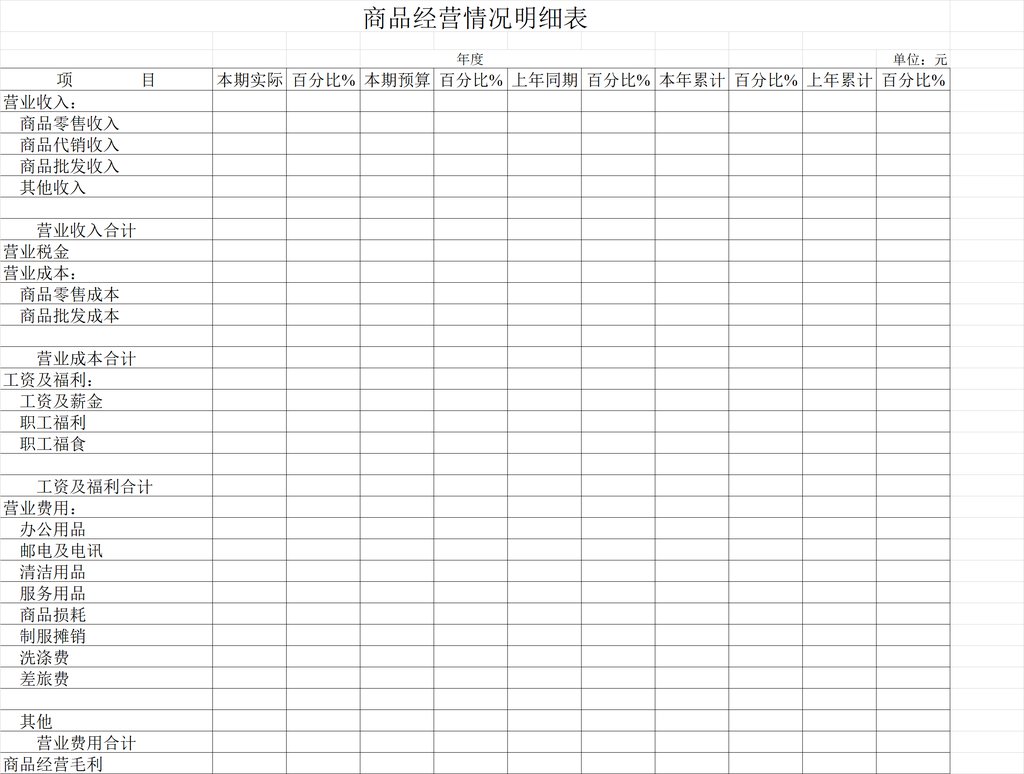 商品经营情况明细表
年度 单位：元
项 目 本期实际 百分比% 本期预算 百分比% 上年同期 百分比% 本年累计 百分比% 上年累计 百分比%
营业收入：
商品零售收入
商品代销收入
商品批发收入
其他收入
营业收入合计
营业税金
营业成本：
商品零售成本
商品批发成本
营业成本合计
工资及福利：
工资及薪金
职工福利
职工福食
工资及福利合计
营业费用：
办公用品
邮电及电讯
清洁用品
服务用品
商品损耗
制服摊销
洗涤费
差旅费
其他
营业费用合计
商品经营毛利